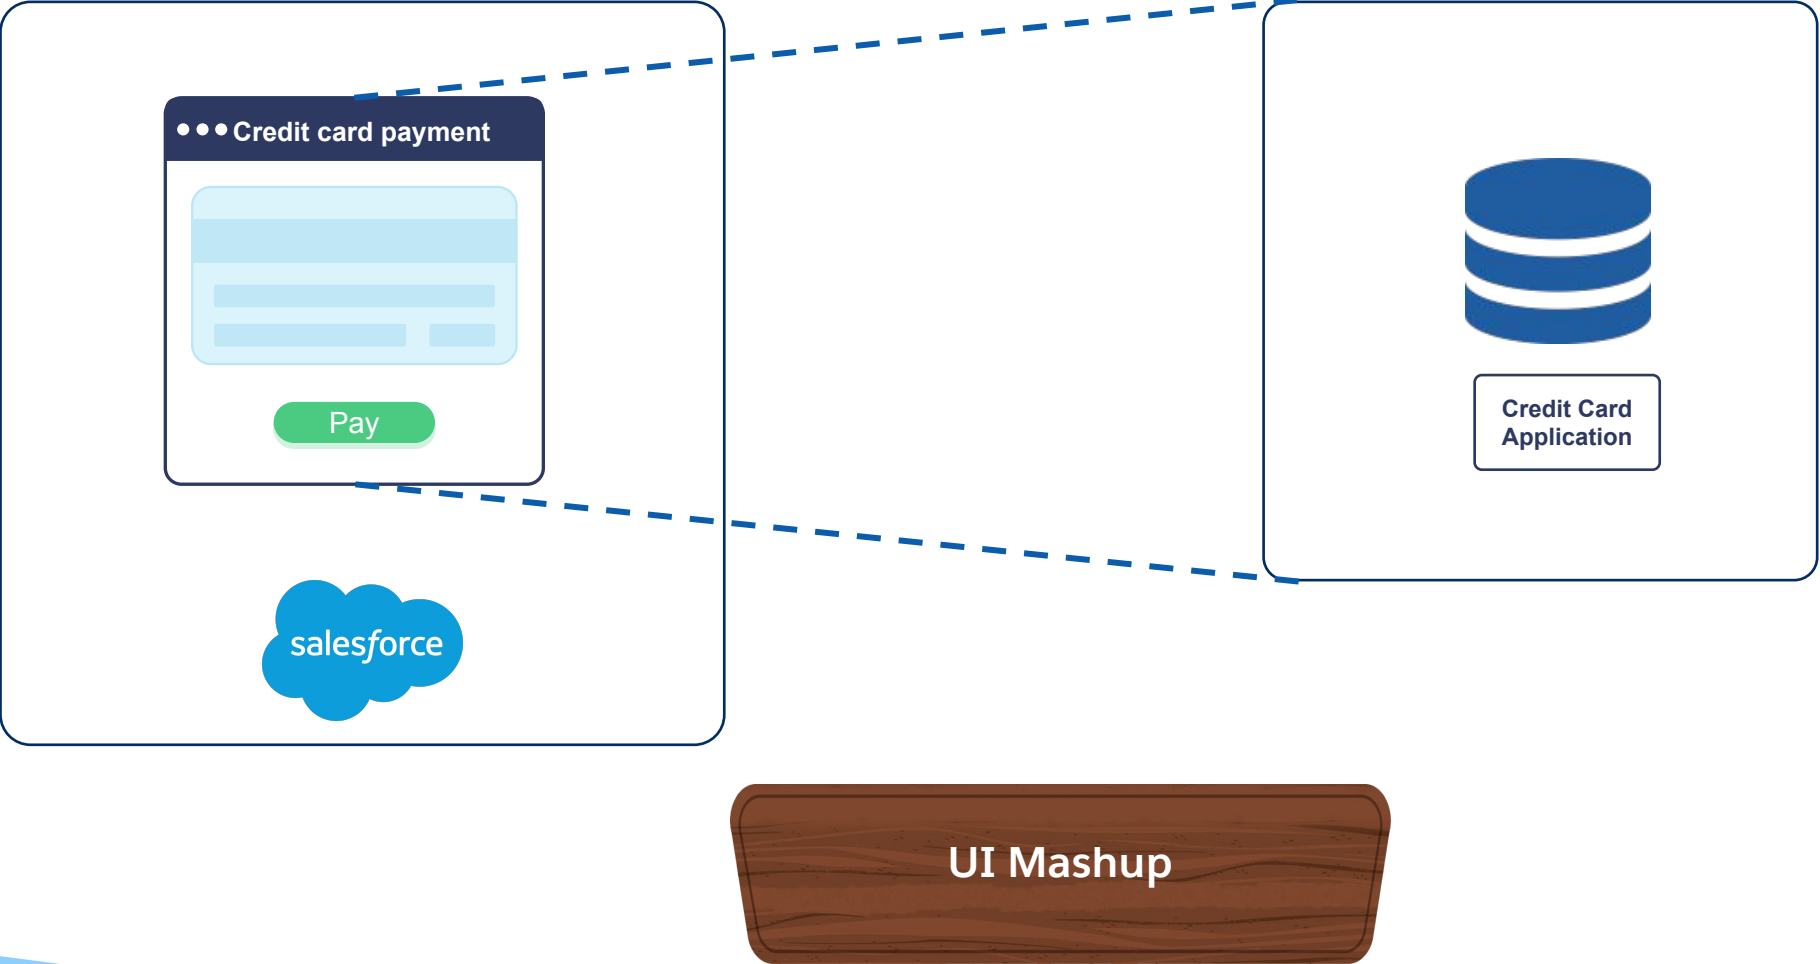 Credit card payment
Pay
salesforce
Credit Card
Application
UI Mashup